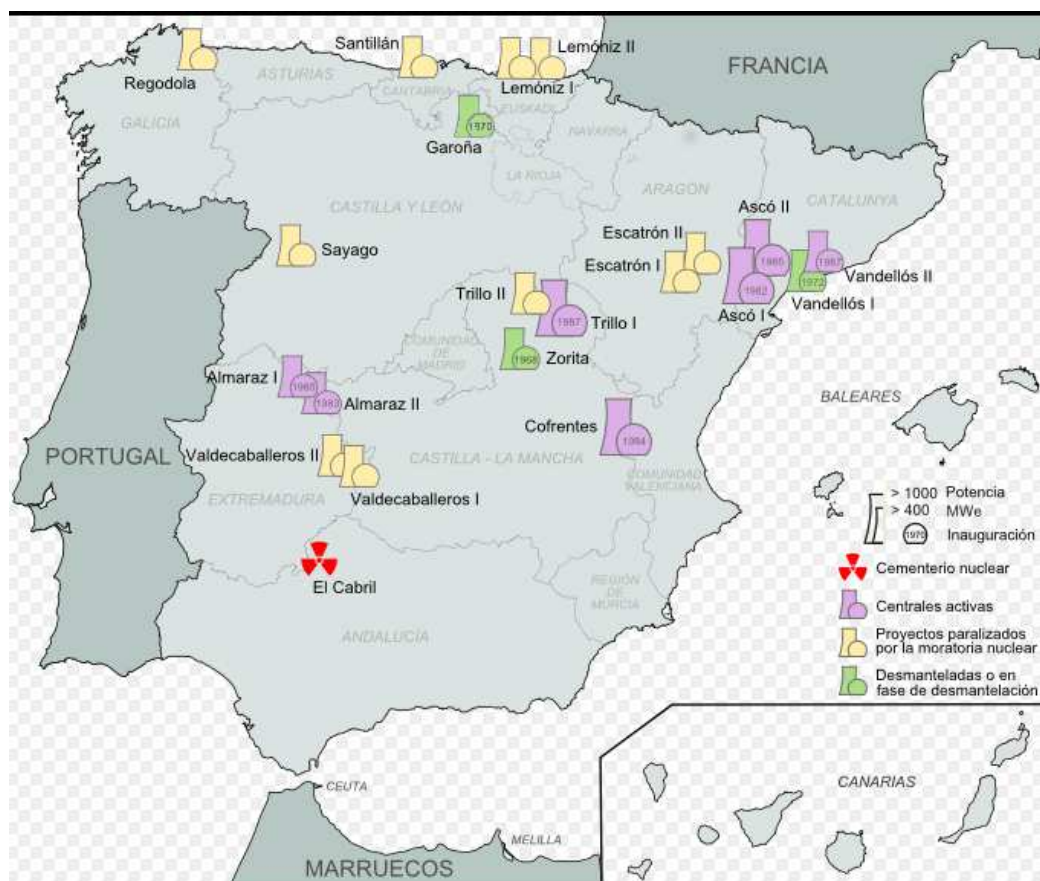 Santillán
Lemóniz II
FRANCIA
Regodola
ASTURIAS
CANTABRIA
Lemóniz I
EUSKADI
GALICIA
1970
NAVARRA
Garoña
LA RIOJA
ARAGON
CATALUNYA
CASTILLA Y LEÓN
Ascó II
Escatrón II
Sayago
1985
1987
Escatrón I
Vandellós II
1972
1982
Trillo II
Vandellós I
Ascó I
1987
Trillo I
COMUNIDAD
DE
MADRID
1968
Zorita
Almaraz I
1983
Almaraz II
BALEARES
Cofrentes
1984
PORTUGAL
Valdecaballeros II
CASTILLA - LA MANCHA
COMUNIDAD
VALENCIANA
EXTREMADURA
Valdecaballeros I
> 1000 Potencia
> 400 MWe
1970 Inauguración
Cementerio nuclear
El Cabril
REGIÓN
DE
MURCIA
Centrales activas
ANDALUCÍA
Proyectos paralizados
por la moratoria nuclear
Desmanteladas o en
fase de desmantelación
CEUTA
CANARIAS
MELILLA
MARRUECOS